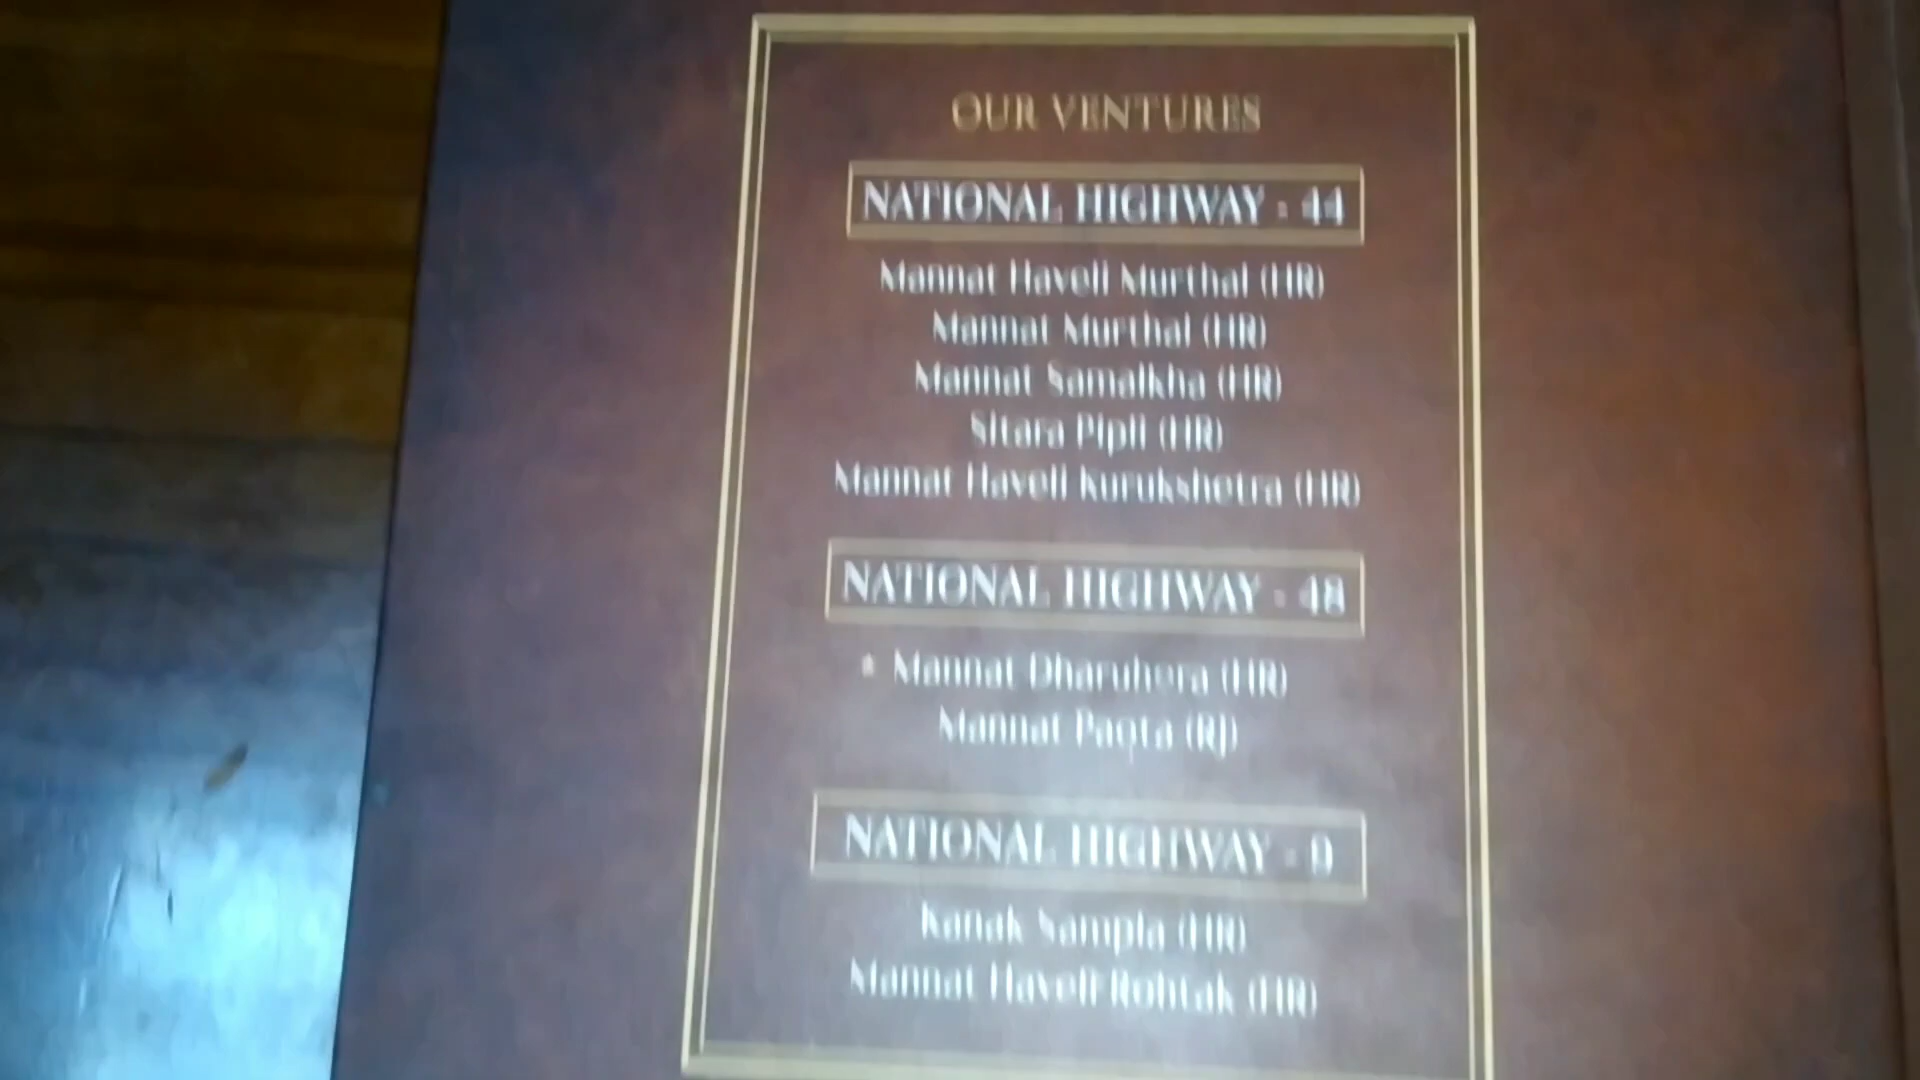 OUR VENTURES
NATIONAL HIGHWAY - 44
Mannat Haveli Murthal (HR)
Mannat Murthal (HR)
Mannat Samalkha (HR)
Sitara Pipli (HR)
Mannat Haveli Kurukshetra (HR)
NATIONAL HIGHWAY - 48
* Mannat Dharuhera (HR)
Mannat Paota (RJ)
NATIONAL HIGHWAY - 9
Kanak Sampla (HR)
Mannat Haveli Rohtak (HR)